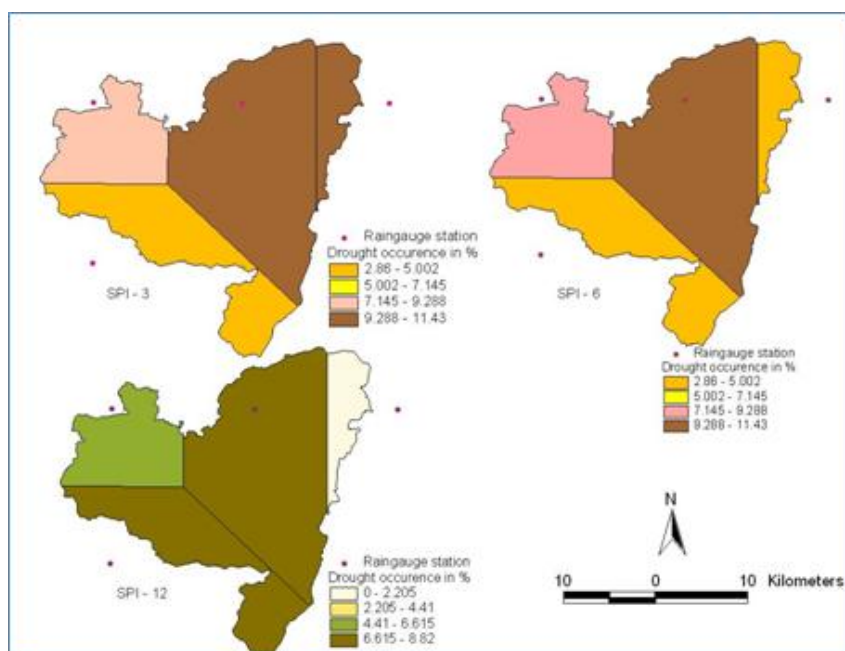 Raingauge station
Drought occurence in %
2.86 - 5.002
5.002 - 7.145
7.145 - 9.288
9.288 - 11.43
SPI - 3
SPI - 6
Raingauge station
Drought occurence in %
2.86 - 5.002
5.002 - 7.145
7.145 - 9.288
9.288 - 11.43
SPI - 12
Raingauge station
Drought occurence in %
0 - 2.205
2.205 - 4.41
4.41 - 6.615
6.615 - 8.82
N
10 0 10 Kilometers